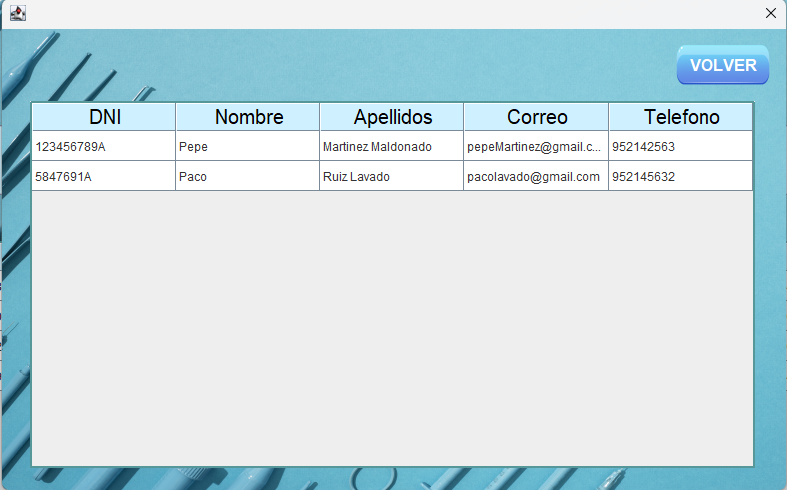 VOLVER
DNI Nombre Apellidos Correo Telefono
123456789A Pepe Martinez Maldonado pepeMartinez@gmail.c... 952142563
5847691A Paco Ruiz Lavado pacolavado@gmail.com 952145632